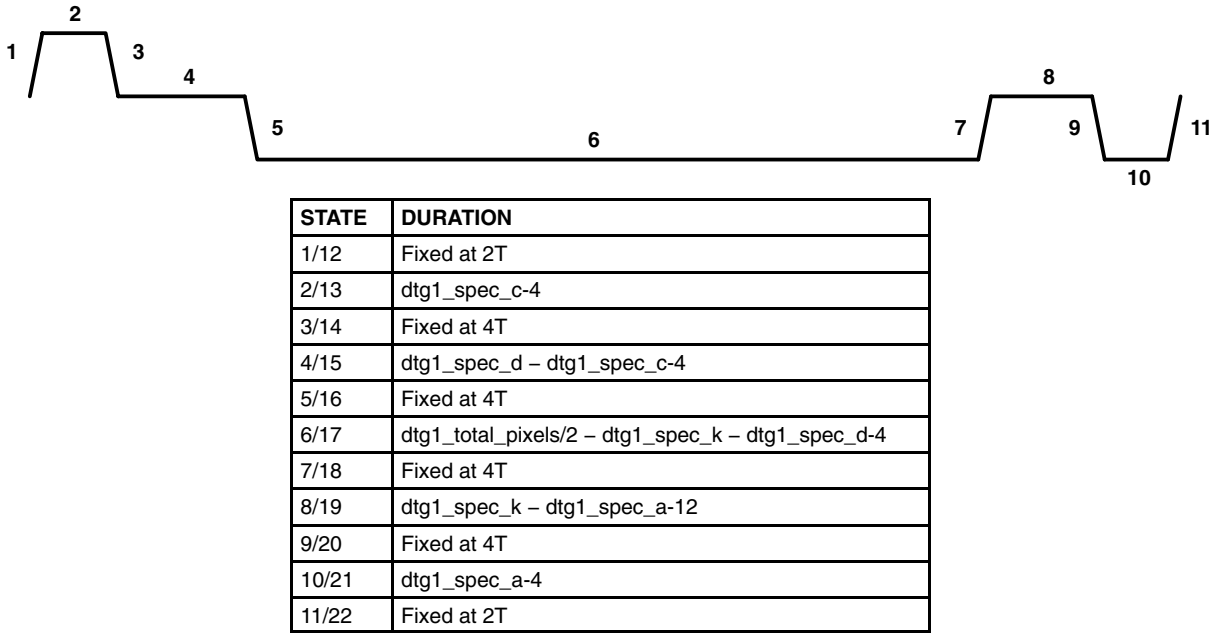 2
1
3
4
8
5
6
7
9
11
10
STATE DURATION
1/12 Fixed at 2T
2/13 dtg1_spec_c-4
3/14 Fixed at 4T
4/15 dtg1_spec_d – dtg1_spec_c-4
5/16 Fixed at 4T
6/17 dtg1_total_pixels/2 – dtg1_spec_k – dtg1_spec_d-4
7/18 Fixed at 4T
8/19 dtg1_spec_k – dtg1_spec_a-12
9/20 Fixed at 4T
10/21 dtg1_spec_a-4
11/22 Fixed at 2T